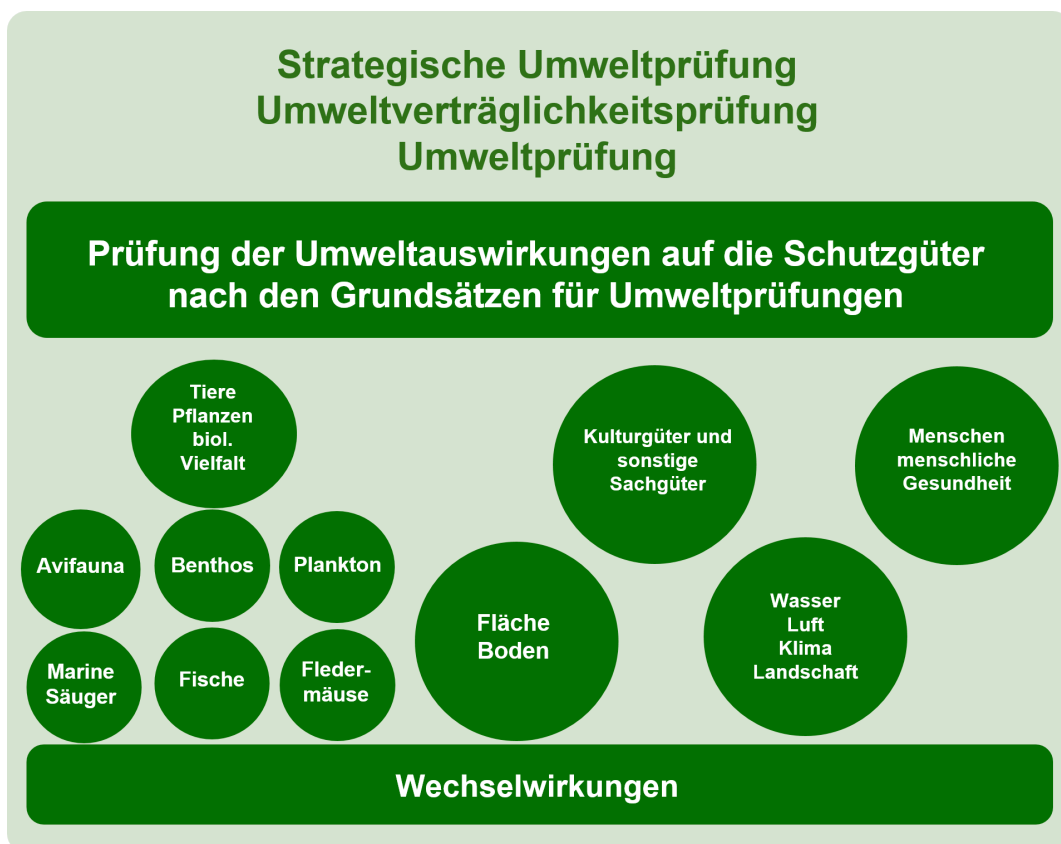 Strategische Umweltprüfung
Umweltverträglichkeitsprüfung
Umweltprüfung
Prüfung der Umweltauswirkungen auf die Schutzgüter
nach den Grundsätzen für Umweltprüfungen
Tiere
Pflanzen
biol.
Vielfalt
Kulturgüter und
sonstige
Sachgüter
Menschen
menschliche
Gesundheit
Avifauna
Benthos
Plankton
Fläche
Boden
Wasser
Luft
Klima
Landschaft
Marine
Säuger
Fische
Fleder-
mäuse
Wechselwirkungen